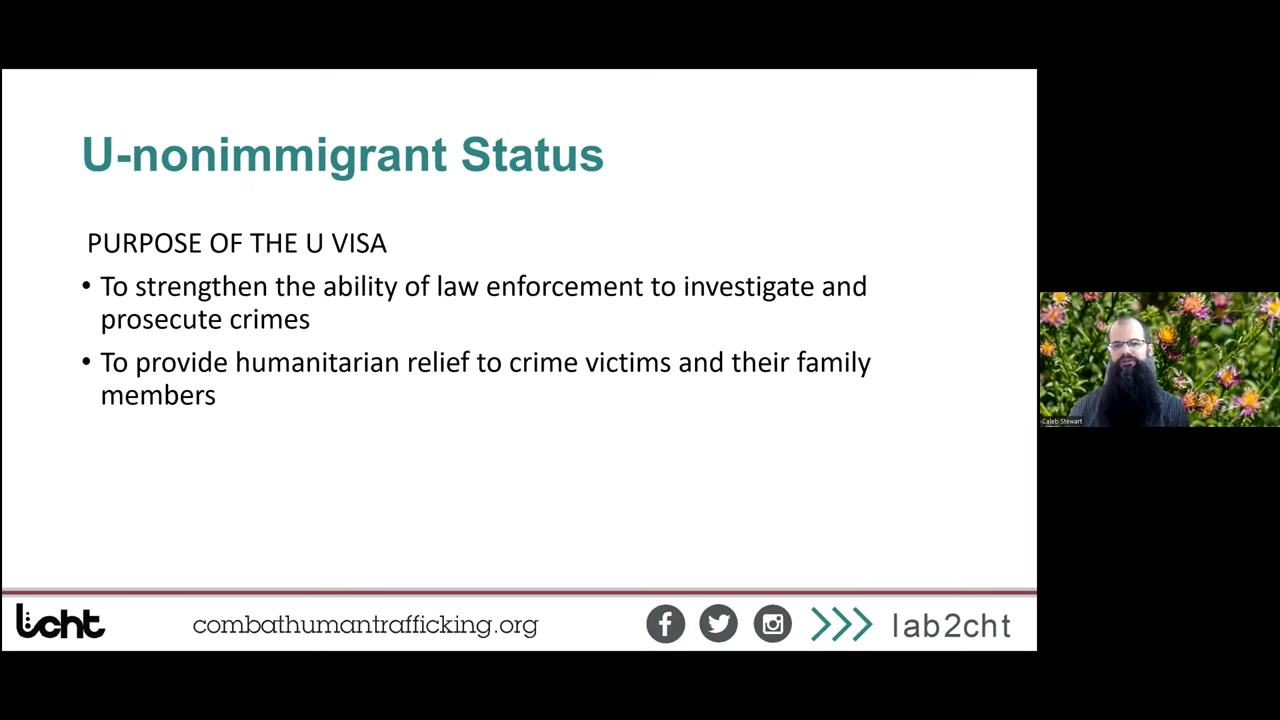 U-nonimmigrant Status
PURPOSE OF THE U VISA
• To strengthen the ability of law enforcement to investigate and
prosecute crimes
• To provide humanitarian relief to crime victims and their family
members
Caleb Stewart
lcht
combathumantrafficking.org
lab2cht